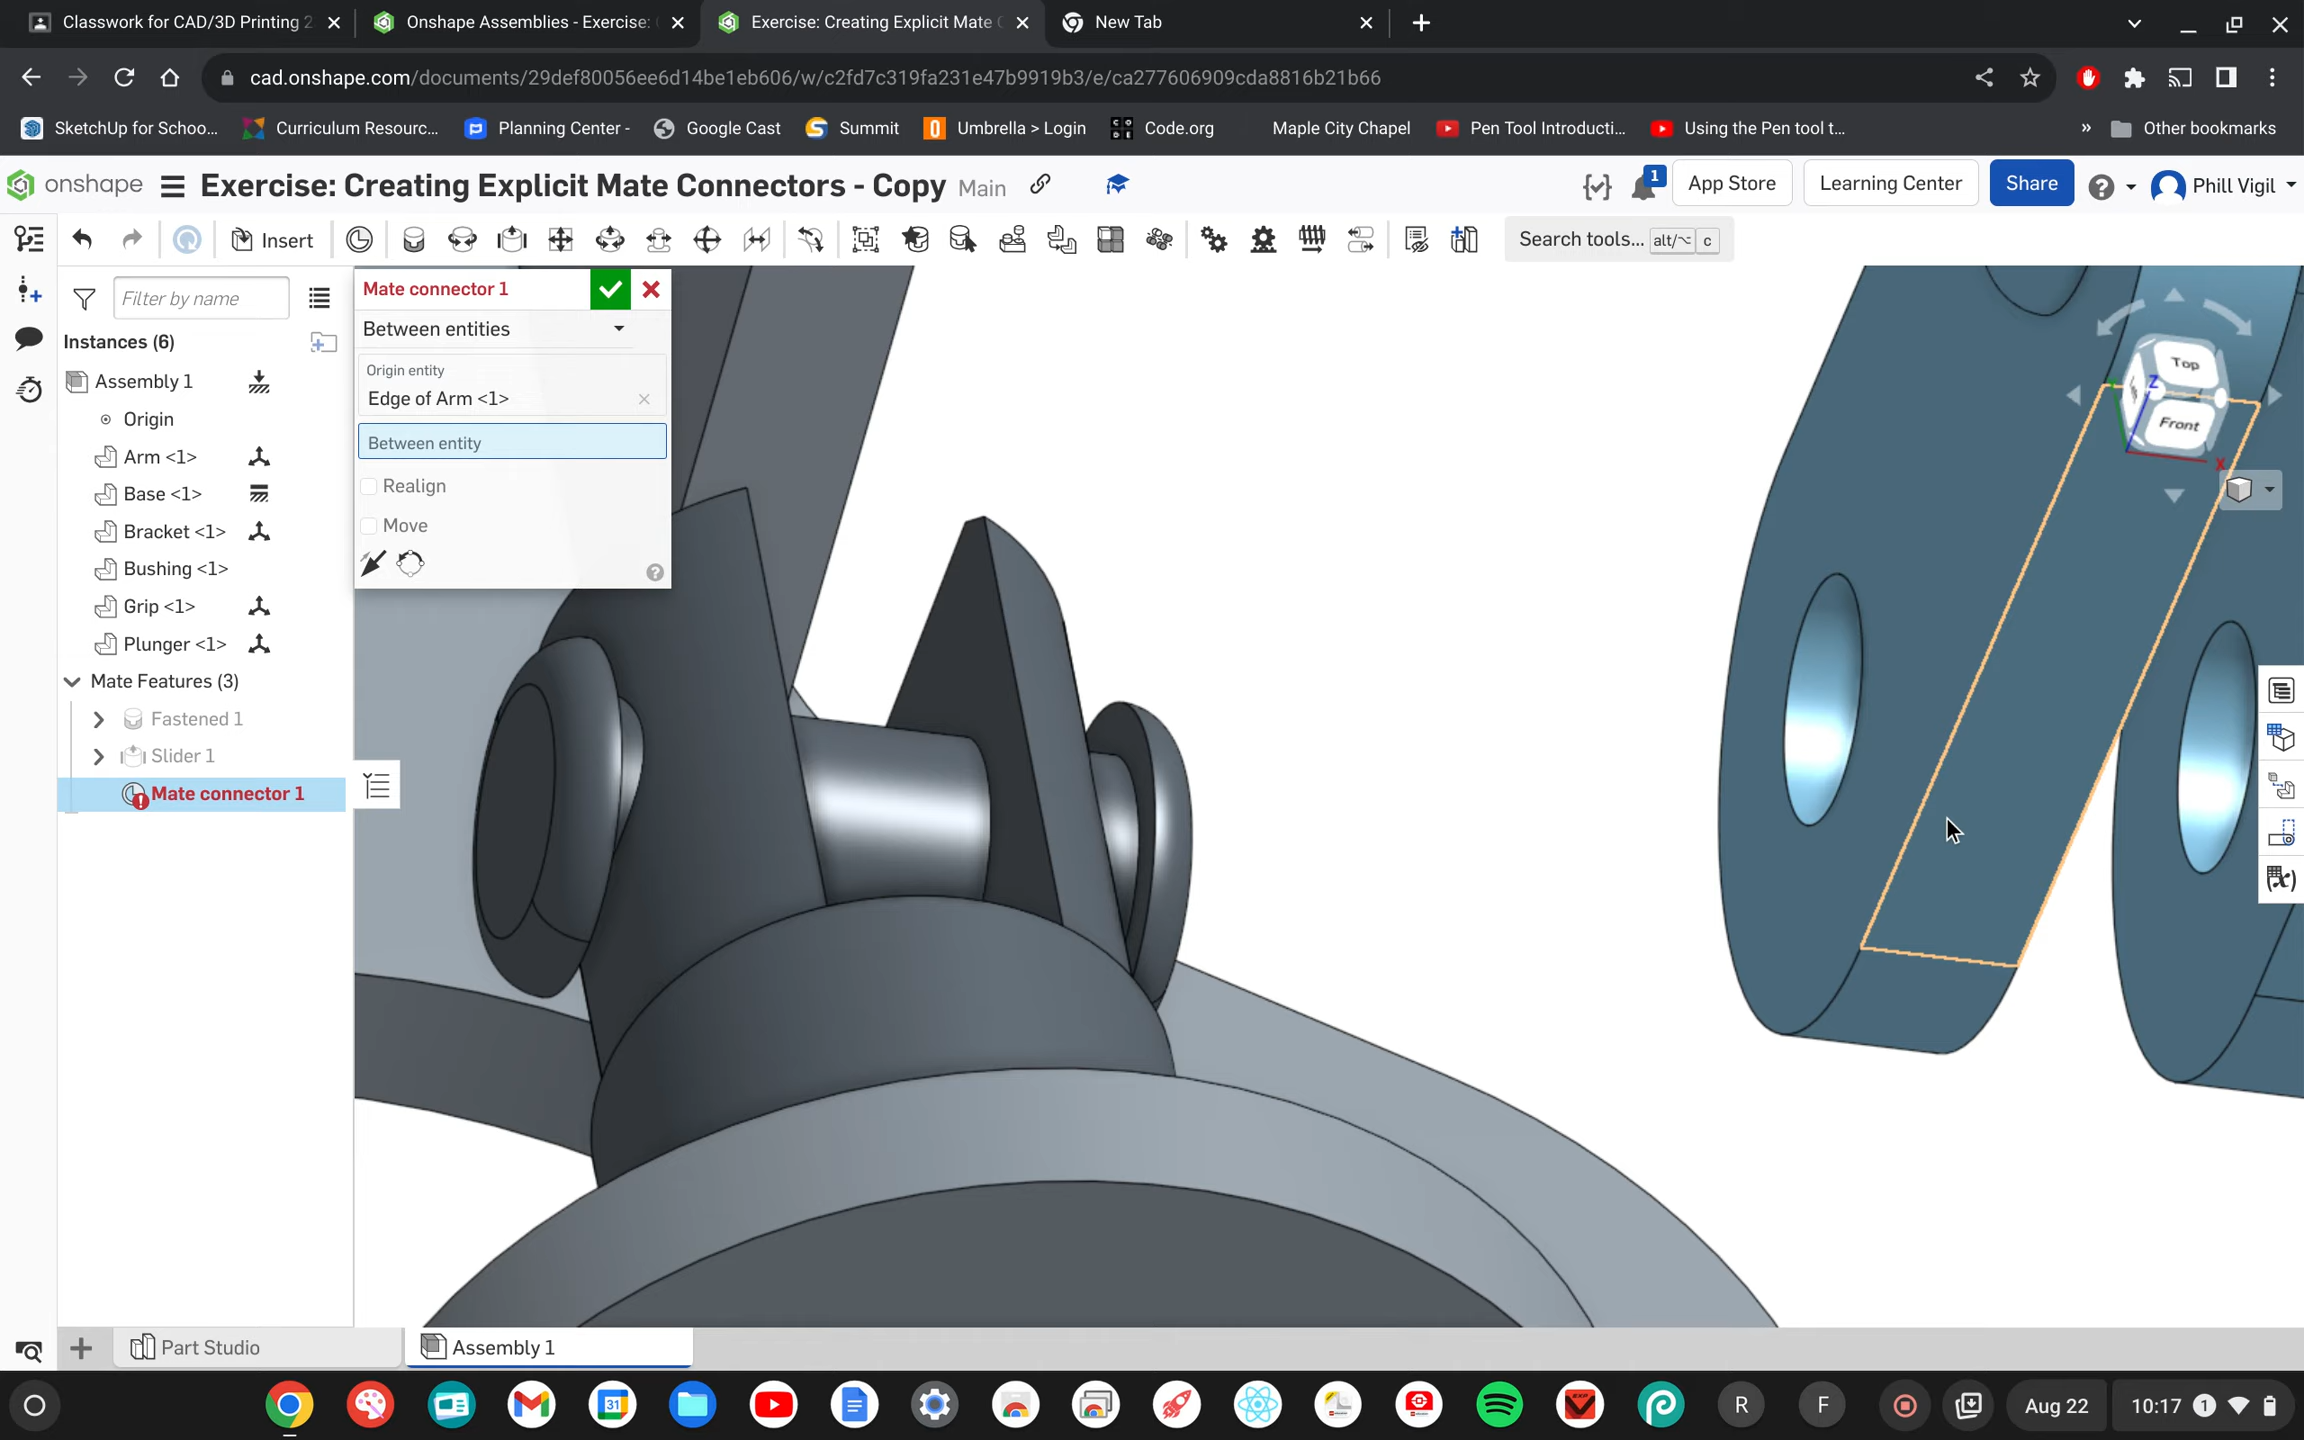 Classwork for CAD/3D Printing 2
Onshape Assemblies - Exercise: C
Exercise: Creating Explicit Mate C
New Tab
cad.onshape.com/documents/29def80056ee6d14be1eb606/w/c2fd7c319fa231e47b9919b3/e/ca277606909cda8816b21b66
SketchUp for Schoo...
Curriculum Resourc...
Planning Center -
Google Cast
Summit
Umbrella > Login
Code.org
Maple City Chapel
Pen Tool Introducti...
Using the Pen tool t...
»
Other bookmarks
onshape
Exercise: Creating Explicit Mate Connectors - Copy
Main
1
App Store
Learning Center
Share
Phill Vigil
Insert
Search tools... alt/⌥ c
Filter by name
Instances (6)
Assembly 1
Origin
Arm <1>
Base <1>
Bracket <1>
Bushing <1>
Grip <1>
Plunger <1>
Mate Features (3)
Fastened 1
Slider 1
Mate connector 1
Mate connector 1
Between entities
Origin entity
Edge of Arm <1>
Between entity
Realign
Move
Top
Front
Z
X
Part Studio
Assembly 1
31
R
F
Aug 22
10:17
1